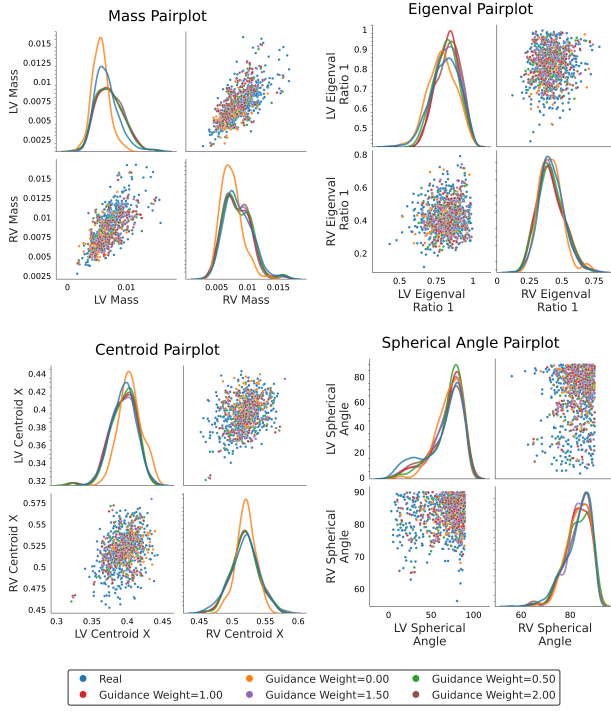 Mass Pairplot
LV Mass
0.015
0.0125
0.01
0.0075
0.005
0.0025
RV Mass
0.015
0.0125
0.01
0.0075
0.005
0.0025
0
0.01
LV Mass
0.005
0.01
0.015
RV Mass
Eigenval Pairplot
LV Eigenval
Ratio 1
1
0.9
0.8
0.7
0.6
0.5
RV Eigenval
Ratio 1
0.8
0.6
0.4
0.2
0.5
0.75
1
LV Eigenval
Ratio 1
0
0.25
0.5
0.75
RV Eigenval
Ratio 1
Centroid Pairplot
LV Centroid X
0.44
0.42
0.4
0.38
0.36
0.34
0.32
RV Centroid X
0.575
0.55
0.525
0.5
0.475
0.45
0.3
0.35
0.4
0.45
LV Centroid X
0.45
0.5
0.55
0.6
RV Centroid X
Spherical Angle Pairplot
LV Spherical
Angle
80
60
40
20
0
RV Spherical
Angle
90
80
70
60
0
50
100
LV Spherical
Angle
60
80
RV Spherical
Angle
Real
Guidance Weight=0.00
Guidance Weight=0.50
Guidance Weight=1.00
Guidance Weight=1.50
Guidance Weight=2.00